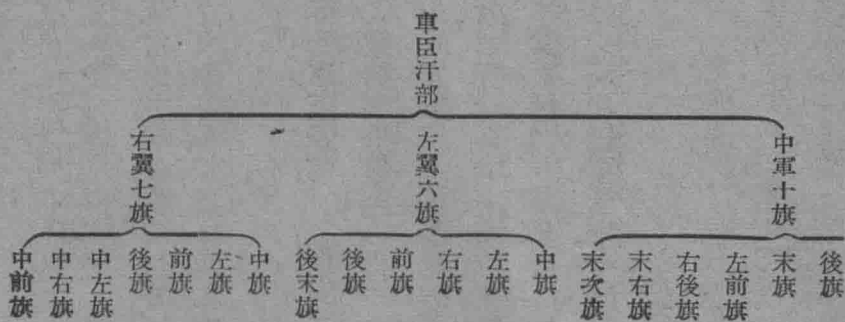 車臣汗部
中軍十旗
後旗
末旗
左前旗
右後旗
末右旗
末次旗
左翼六旗
中旗
左旗
右旗
前旗
後旗
後末旗
右翼七旗
中旗
左旗
前旗
後旗
中左旗
中右旗
中前旗